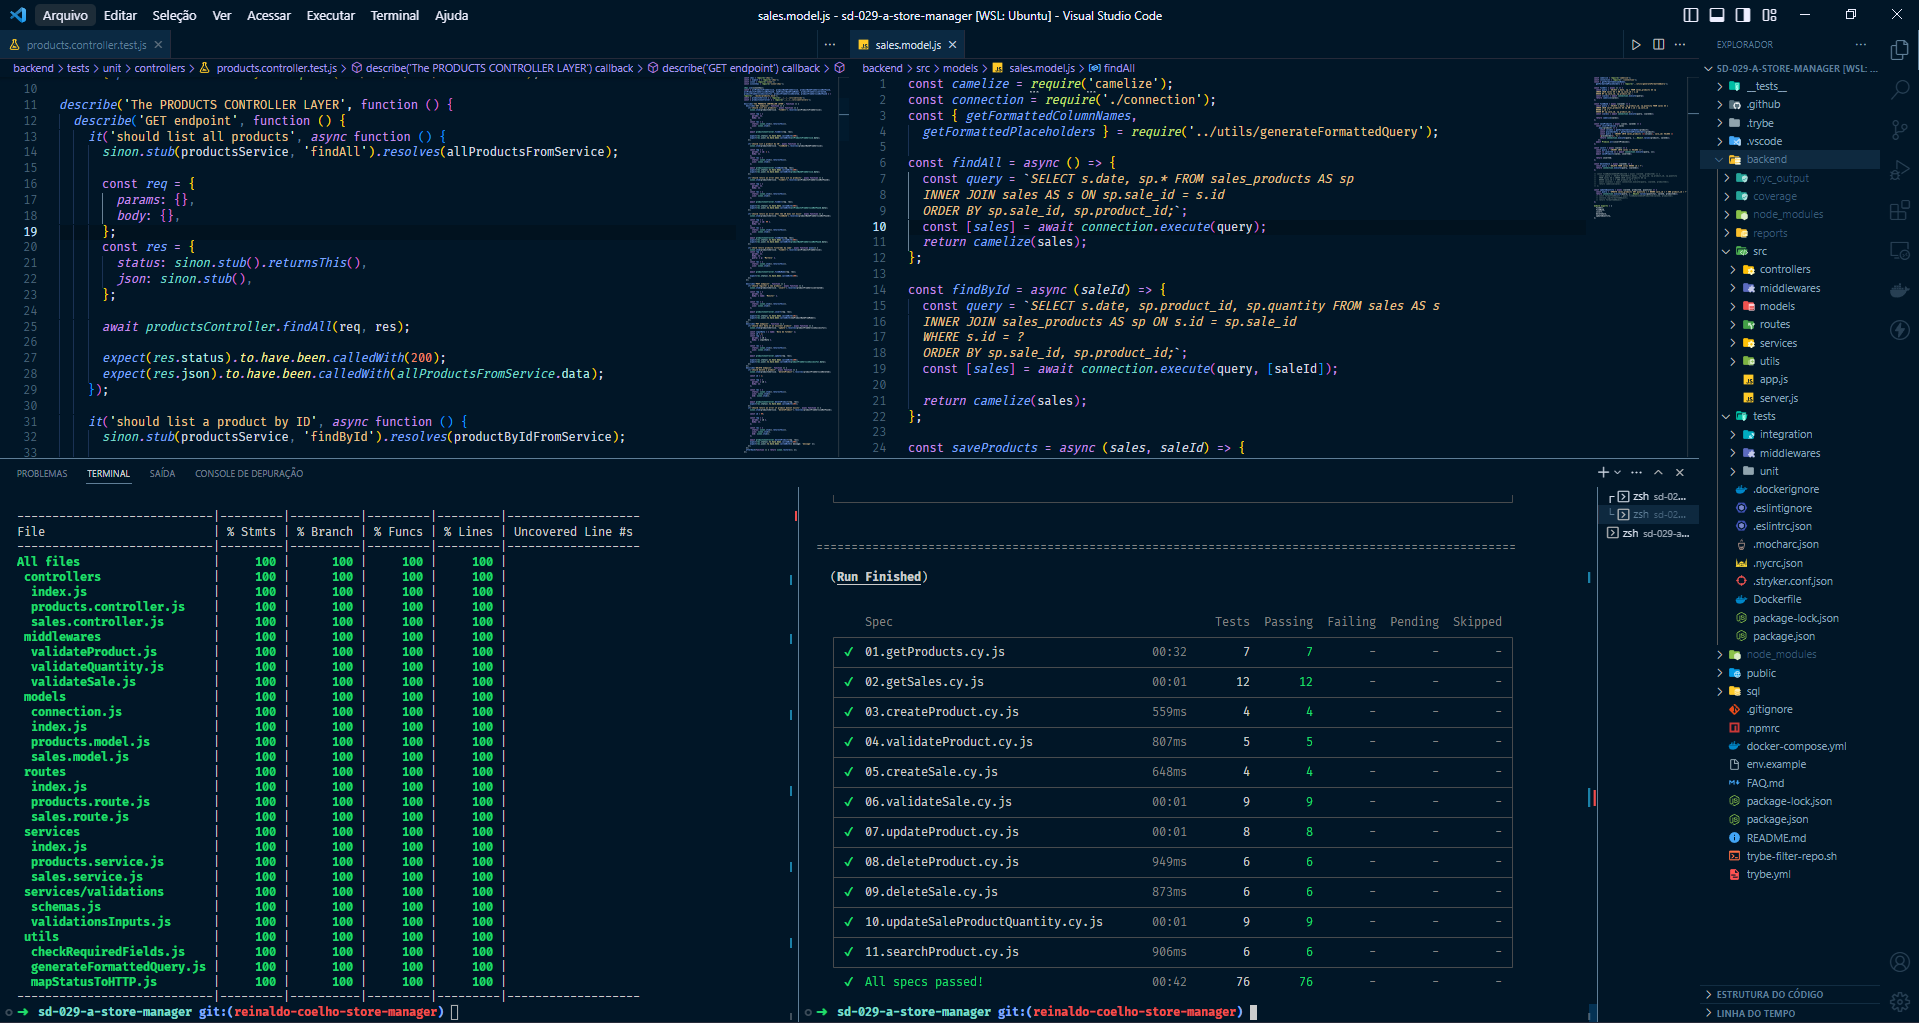 Arquivo Editar Seleção Ver Acessar Executar Terminal Ajuda
sales.model.js - sd-029-a-store-manager [WSL: Ubuntu] - Visual Studio Code
products.controller.test.js
backend > tests > unit > controllers > products.controller.test.js > describe('The PRODUCTS CONTROLLER LAYER') callback > describe('GET endpoint') callback >
10
11 describe('The PRODUCTS CONTROLLER LAYER', function () {
12 describe('GET endpoint', function () {
13 it('should list all products', async function () {
14 sinon.stub(productsService, 'findAll').resolves(allProductsFromService);
15
16 const req = {
17 params: {},
18 body: {},
19 };
20 const res = {
21 status: sinon.stub().returnsThis(),
22 json: sinon.stub(),
23 };
24
25 await productsController.findAll(req, res);
26
27 expect(res.status).to.have.been.calledWith(200);
28 expect(res.json).to.have.been.calledWith(allProductsFromService.data);
29 });
30
31 it('should list a product by ID', async function () {
32 sinon.stub(productsService, 'findById').resolves(productByIdFromService);
33
sales.model.js
backend > src > models > sales.model.js > findAll
1 const camelize = require('camelize');
2 const connection = require('./connection');
3 const { getFormattedColumnNames,
4 getFormattedPlaceholders } = require('../utils/generateFormattedQuery');
5
6 const findAll = async () => {
7 const query = `SELECT s.date, sp.* FROM sales_products AS sp
8 INNER JOIN sales AS s ON sp.sale_id = s.id
9 ORDER BY sp.sale_id, sp.product_id;`;
10 const [sales] = await connection.execute(query);
11 return camelize(sales);
12 };
13
14 const findById = async (saleId) => {
15 const query = `SELECT s.date, sp.product_id, sp.quantity FROM sales AS s
16 INNER JOIN sales_products AS sp ON s.id = sp.sale_id
17 WHERE s.id = ?
18 ORDER BY sp.sale_id, sp.product_id;`;
19 const [sales] = await connection.execute(query, [saleId]);
20
21 return camelize(sales);
22 };
23
24 const saveProducts = async (sales, saleId) => {
PROBLEMAS TERMINAL SAÍDA CONSOLE DE DEPURAÇÃO
File | % Stmts | % Branch | % Funcs | % Lines | Uncovered Line #s
All files | 100 | 100 | 100 | 100 |
controllers | 100 | 100 | 100 | 100 |
index.js | 100 | 100 | 100 | 100 |
products.controller.js | 100 | 100 | 100 | 100 |
sales.controller.js | 100 | 100 | 100 | 100 |
middlewares | 100 | 100 | 100 | 100 |
validateProduct.js | 100 | 100 | 100 | 100 |
validateQuantity.js | 100 | 100 | 100 | 100 |
validateSale.js | 100 | 100 | 100 | 100 |
models | 100 | 100 | 100 | 100 |
connection.js | 100 | 100 | 100 | 100 |
index.js | 100 | 100 | 100 | 100 |
products.model.js | 100 | 100 | 100 | 100 |
sales.model.js | 100 | 100 | 100 | 100 |
routes | 100 | 100 | 100 | 100 |
index.js | 100 | 100 | 100 | 100 |
products.route.js | 100 | 100 | 100 | 100 |
sales.route.js | 100 | 100 | 100 | 100 |
services | 100 | 100 | 100 | 100 |
index.js | 100 | 100 | 100 | 100 |
products.service.js | 100 | 100 | 100 | 100 |
sales.service.js | 100 | 100 | 100 | 100 |
services/validations | 100 | 100 | 100 | 100 |
schemas.js | 100 | 100 | 100 | 100 |
validationsInputs.js | 100 | 100 | 100 | 100 |
utils | 100 | 100 | 100 | 100 |
checkRequiredFields.js | 100 | 100 | 100 | 100 |
generateFormattedQuery.js | 100 | 100 | 100 | 100 |
mapStatusToHTTP.js | 100 | 100 | 100 | 100 |
sd-029-a-store-manager git:(reinaldo-coelho-store-manager)
(Run Finished)
Spec Tests Passing Failing Pending Skipped
✓ 01.getProducts.cy.js 00:32 7 7 - - -
✓ 02.getSales.cy.js 00:01 12 12 - - -
✓ 03.createProduct.cy.js 559ms 4 4 - - -
✓ 04.validateProduct.cy.js 807ms 5 5 - - -
✓ 05.createSale.cy.js 648ms 4 4 - - -
✓ 06.validateSale.cy.js 00:01 9 9 - - -
✓ 07.updateProduct.cy.js 00:01 8 8 - - -
✓ 08.deleteProduct.cy.js 949ms 6 6 - - -
✓ 09.deleteSale.cy.js 873ms 6 6 - - -
✓ 10.updateSaleProductQuantity.cy.js 00:01 9 9 - - -
✓ 11.searchProduct.cy.js 906ms 6 6 - - -
✓ All specs passed! 00:42 76 76 - - -
sd-029-a-store-manager git:(reinaldo-coelho-store-manager)
zsh sd-02...
zsh sd-02...
zsh sd-029-a...
EXPLORADOR
SD-029-A-STORE-MANAGER [WSL: ...
__tests__
.github
.trybe
.vscode
backend
.nyc_output
coverage
node_modules
reports
src
controllers
middlewares
models
routes
services
utils
app.js
server.js
tests
integration
middlewares
unit
.dockerignore
.eslintignore
.eslintrc.json
.mocharc.json
.nycrc.json
.stryker.conf.json
Dockerfile
package-lock.json
package.json
node_modules
public
sql
.gitignore
.npmrc
docker-compose.yml
env.example
FAQ.md
package-lock.json
package.json
README.md
trybe-filter-repo.sh
trybe.yml
ESTRUTURA DO CÓDIGO
LINHA DO TEMPO